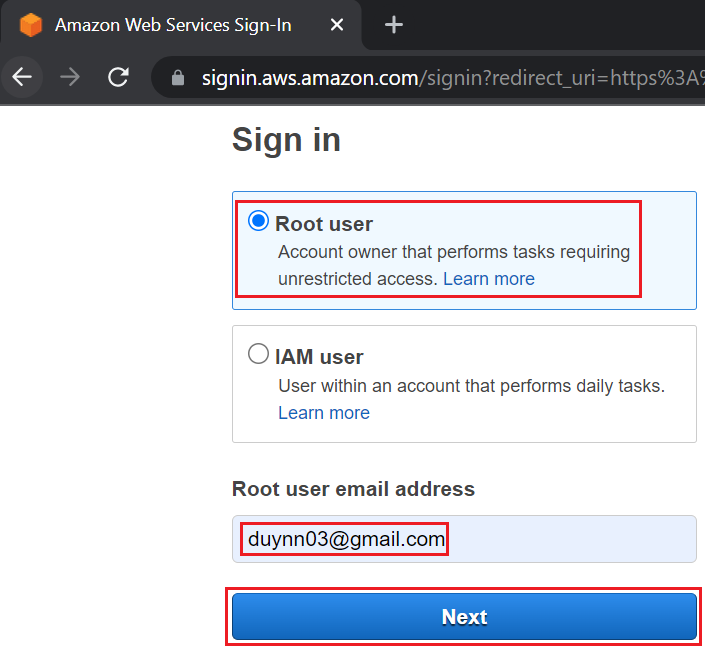 Amazon Web Services Sign-In
signin.aws.amazon.com/signin?redirect_uri=https%3A%
Sign in
Root user
Account owner that performs tasks requiring
unrestricted access. Learn more
IAM user
User within an account that performs daily tasks.
Learn more
Root user email address
duynn03@gmail.com
Next